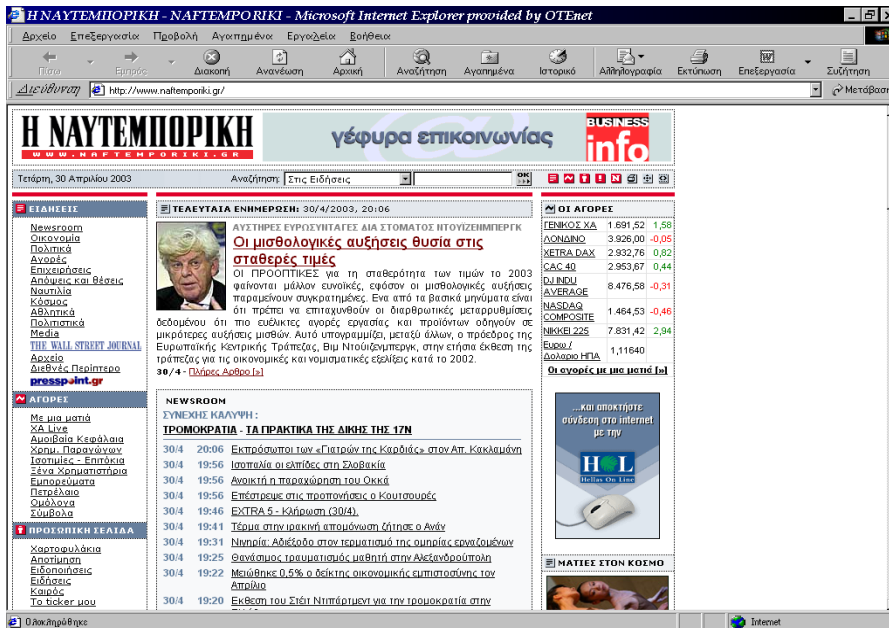 Η ΝΑΥΤΕΜΠΟΡΙΚΗ - NAFTEMPORIKI - Microsoft Internet Explorer provided by OTEnet
Αρχείο Επεξεργασία Προβολή Αγαπημένα Εργαλεία Βοήθεια
Πίσω Εμπρός Διακοπή Ανανέωση Αρχική Αναζήτηση Αγαπημένα Ιστορικό Αλληλογραφία Εκτύπωση Επεξεργασία Συζήτηση
Διεύθυνση http://www.naftemporiki.gr/ Μετάβαση
Η ΝΑΥΤΕΜΠΟΡΙΚΗ
WWW.NAFTEMPORIKI.GR
γέφυρα επικοινωνίας
BUSINESS
info
Τετάρτη, 30 Απριλίου 2003 Αναζήτηση: Στις Ειδήσεις OK
ΕΙΔΗΣΕΙΣ
Newsroom
Οικονομία
Πολιτικά
Αγορές
Επιχειρήσεις
Απόψεις και θέσεις
Ναυτιλία
Κόσμος
Αθλητικά
Πολιτιστικά
Media
THE WALL STREET JOURNAL
Αρχείο
Διεθνές Περίπτερο
presspoint.gr
ΑΓΟΡΕΣ
Με μια ματιά
XA Live
Αμοιβαία Κεφάλαια
Χρημ. Παραγώγων
Ισοτιμίες - Επιτόκια
Ξένα Χρηματιστήρια
Εμπορεύματα
Πετρέλαιο
Ομόλογα
Σύμβολα
ΠΡΟΣΩΠΙΚΗ ΣΕΛΙΔΑ
Χαρτοφυλάκια
Αποτίμηση
Ειδοποιήσεις
Ειδήσεις
Καιρός
Το ticker μου
ΤΕΛΕΥΤΑΙΑ ΕΝΗΜΕΡΩΣΗ: 30/4/2003, 20:06
ΑΥΣΤΗΡΕΣ ΕΥΡΩΣΥΝΤΑΓΕΣ ΔΙΑ ΣΤΟΜΑΤΟΣ ΝΤΟΥΪΖΕΝΜΠΕΡΓΚ
Οι μισθολογικές αυξήσεις θυσία στις
σταθερές τιμές
ΟΙ ΠΡΟΟΠΤΙΚΕΣ για τη σταθερότητα των τιμών το 2003
φαίνονται μάλλον ευνοϊκές, εφόσον οι μισθολογικές αυξήσεις
παραμείνουν συγκρατημένες. Ενα από τα βασικά μηνύματα είναι
ότι πρέπει να επιταχυνθούν οι διαρθρωτικές μεταρρυθμίσεις
δεδομένου ότι πιο ευέλικτες αγορές εργασίας και προϊόντων οδηγούν σε
μικρότερες αυξήσεις μισθών. Αυτό υπογραμμίζει, μεταξύ άλλων, ο πρόεδρος της
Ευρωπαϊκής Κεντρικής Τράπεζας, Βιμ Ντούιζενμπεργκ, στην ετήσια έκθεση της
τράπεζας για τις οικονομικές και νομισματικές εξελίξεις κατά το 2002.
30/4 - Πλήρες Αρθρο [»]
NEWSROOM
ΣΥΝΕΧΗΣ ΚΑΛΥΨΗ :
ΤΡΟΜΟΚΡΑΤΙΑ - ΤΑ ΠΡΑΚΤΙΚΑ ΤΗΣ ΔΙΚΗΣ ΤΗΣ 17Ν
30/4 20:06 Εκπρόσωποι των «Γιατρών της Καρδιάς» στον Απ. Κακλαμάνη
30/4 19:56 Ισοπαλία οι ελπίδες στη Σλοβακία
30/4 19:56 Ανοικτή η παραχώρηση του Οκκά
30/4 19:56 Επέστρεψε στις προπονήσεις ο Κουτσουρές
30/4 19:46 EXTRA 5 - Κλήρωση (30/4).
30/4 19:41 Τέρμα στην ιρακινή απομόνωση ζήτησε ο Ανάν
30/4 19:31 Νιγηρία: Αδιέξοδο στον τερματισμό της ομηρίας εργαζομένων
30/4 19:25 Θανάσιμος τραυματισμός μαθητή στην Αλεξανδρούπολη
30/4 19:22 Μειώθηκε 0,5% ο δείκτης οικονομικής εμπιστοσύνης τον
Απρίλιο
30/4 19:20 Εκθεση του Στέιτ Ντιπάρτμεντ για την τρομοκρατία στην
ΟΙ ΑΓΟΡΕΣ
ΓΕΝΙΚΟΣ ΧΑ 1.691,52 1,58
ΛΟΝΔΙΝΟ 3.926,00 -0,05
XETRA DAX 2.932,76 0,82
CAC 40 2.953,67 0,44
DJ INDU
AVERAGE 8.476,58 -0,31
NASDAQ
COMPOSITE 1.464,53 -0,46
NIKKEI 225 7.831,42 2,94
Ευρω /
Δολαριο ΗΠΑ 1,11640
Οι αγορές με μια ματιά [»]
...και αποκτήστε
σύνδεση στο internet
με την
HOL
Hellas On Line
ΜΑΤΙΕΣ ΣΤΟΝ ΚΟΣΜΟ
Ολοκληρώθηκε Internet